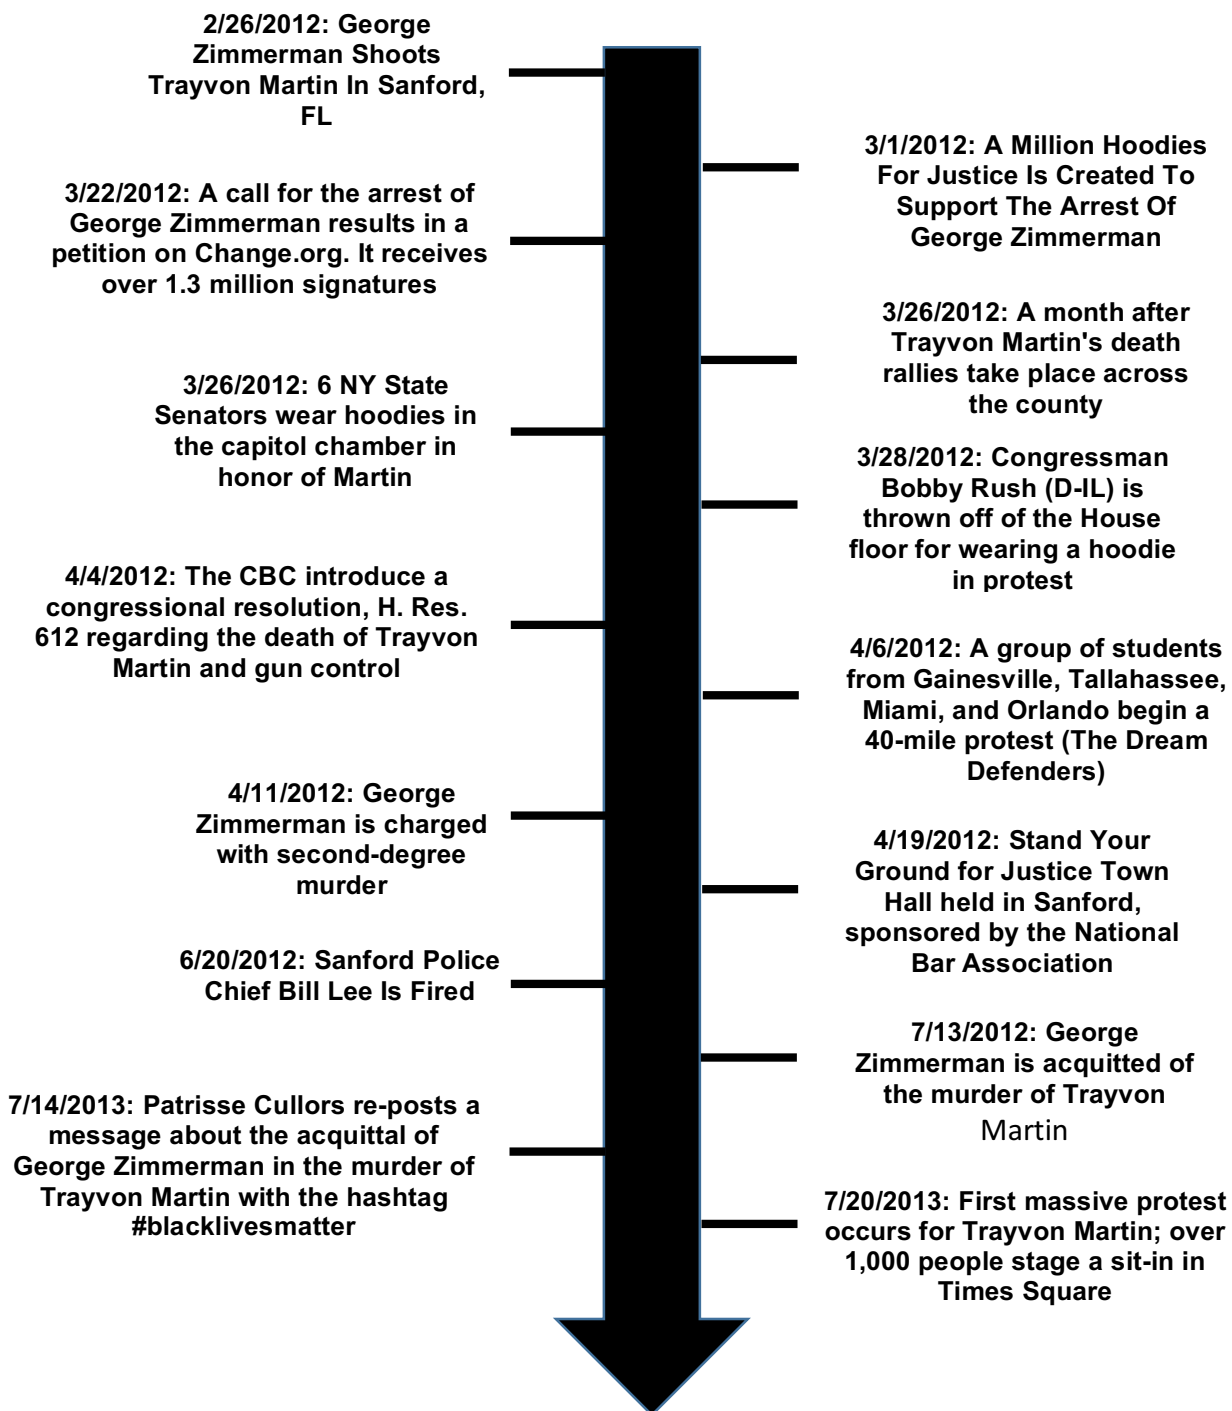 2/26/2012: George
Zimmerman Shoots
Trayvon Martin In Sanford,
FL
3/1/2012: A Million Hoodies
For Justice Is Created To
Support The Arrest Of
George Zimmerman
3/22/2012: A call for the arrest of
George Zimmerman results in a
petition on Change.org. It receives
over 1.3 million signatures
3/26/2012: A month after
Trayvon Martin's death
rallies take place across
the county
3/26/2012: 6 NY State
Senators wear hoodies in
the capitol chamber in
honor of Martin
3/28/2012: Congressman
Bobby Rush (D-IL) is
thrown off of the House
floor for wearing a hoodie
in protest
4/4/2012: The CBC introduce a
congressional resolution, H. Res.
612 regarding the death of Trayvon
Martin and gun control
4/6/2012: A group of students
from Gainesville, Tallahassee,
Miami, and Orlando begin a
40-mile protest (The Dream
Defenders)
4/11/2012: George
Zimmerman is charged
with second-degree
murder
4/19/2012: Stand Your
Ground for Justice Town
Hall held in Sanford,
sponsored by the National
Bar Association
6/20/2012: Sanford Police
Chief Bill Lee Is Fired
7/13/2012: George
Zimmerman is acquitted of
the murder of Trayvon
Martin
7/14/2013: Patrisse Cullors re-posts a
message about the acquittal of
George Zimmerman in the murder of
Trayvon Martin with the hashtag
#blacklivesmatter
7/20/2013: First massive protest
occurs for Trayvon Martin; over
1,000 people stage a sit-in in
Times Square